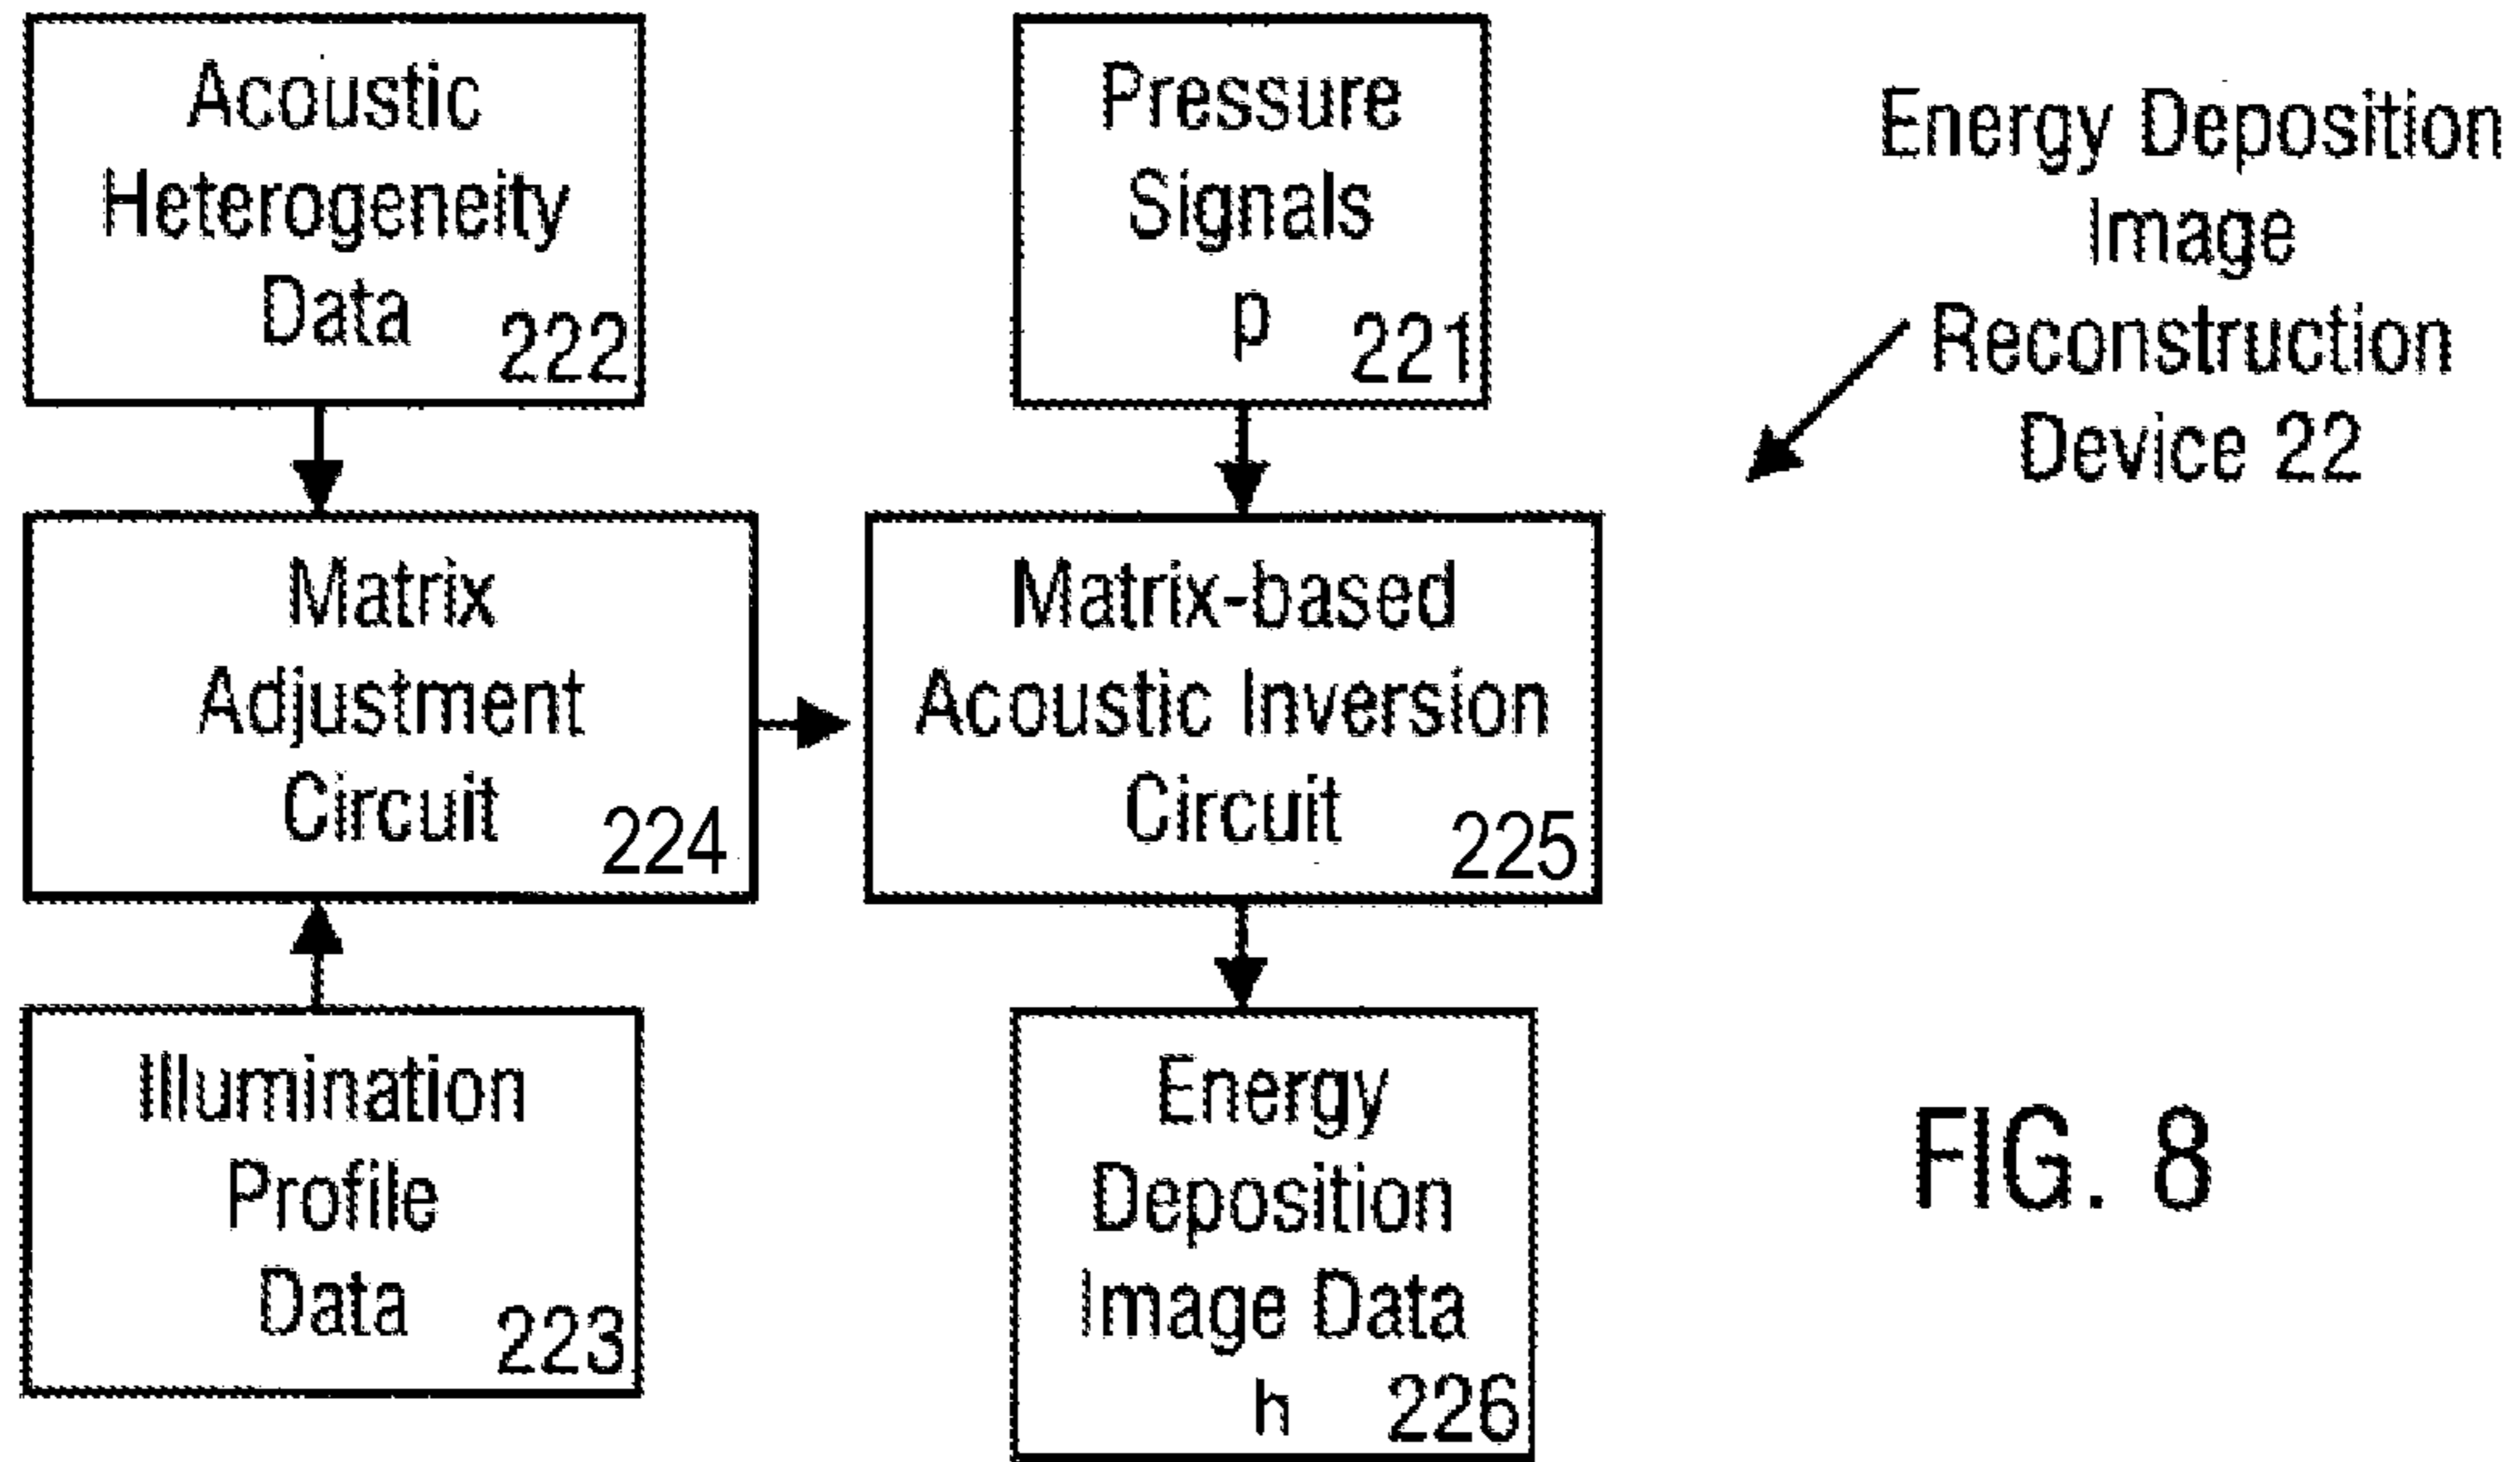 Acoustic
Heterogeneity
Data
222
Pressure
Signals
p
221
Energy Deposition
Image
Reconstruction
Device 22
Matrix
Adjustment
Circuit
224
Matrix-based
Acoustic Inversion
Circuit
225
Illumination
Profile
Data
223
Energy
Deposition
Image Data
h
226
FIG. 8